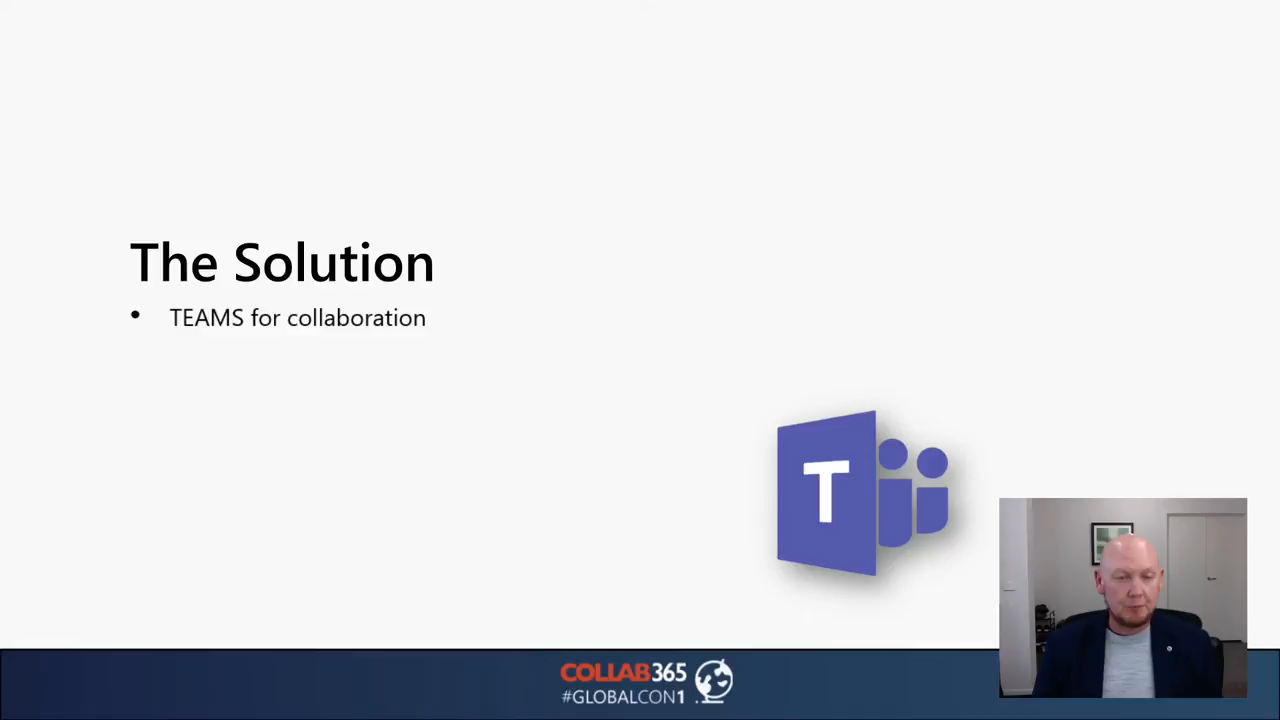 The Solution
• TEAMS for collaboration
T
COLLAB365
#GLOBALCON1